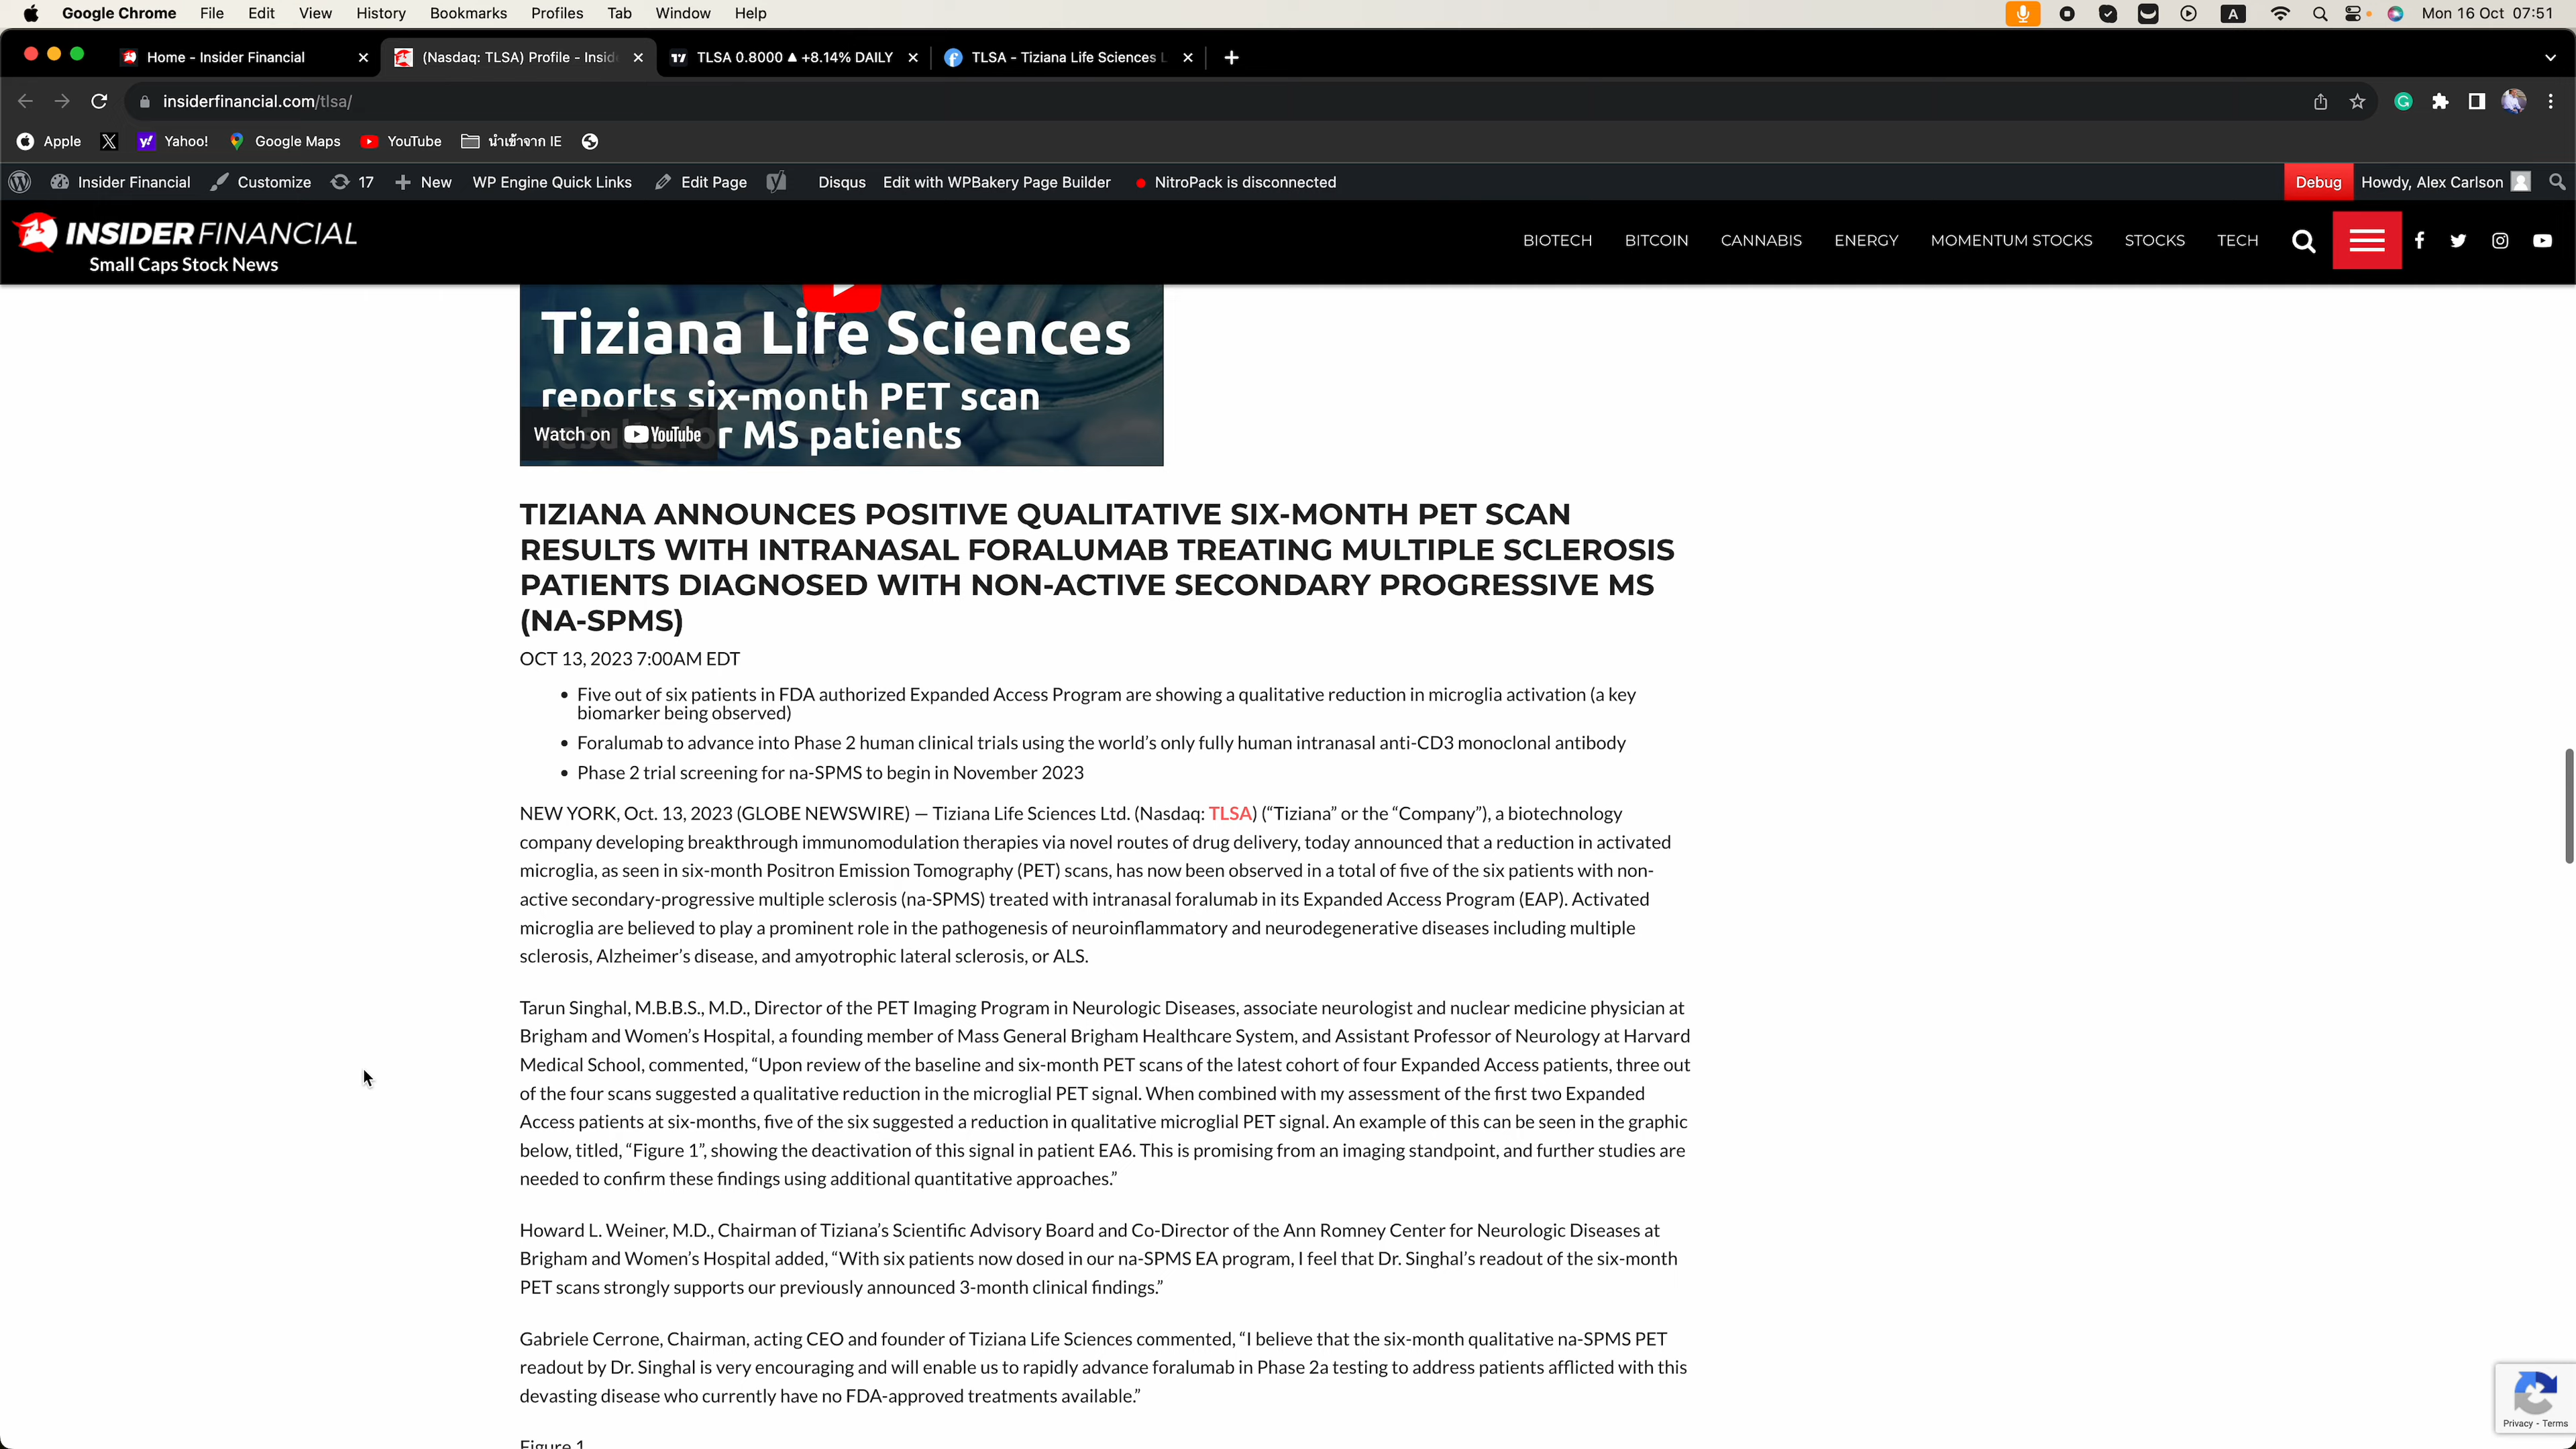 Google Chrome File Edit View History Bookmarks Profiles Tab Window Help A Mon 16 Oct 07:51
Home - Insider Financial (Nasdaq: TLSA) Profile - Insid TLSA 0.8000 ▲ +8.14% DAILY TLSA - Tiziana Life Sciences L
insiderfinancial.com/tlsa/
Apple Yahoo! Google Maps YouTube นำเข้าจาก IE
Insider Financial Customize 17 New WP Engine Quick Links Edit Page Disqus Edit with WPBakery Page Builder NitroPack is disconnected Debug Howdy, Alex Carlson
INSIDER FINANCIAL
Small Caps Stock News
BIOTECH BITCOIN CANNABIS ENERGY MOMENTUM STOCKS STOCKS TECH
Tiziana Life Sciences
reports six-month PET scan
results for MS patients
Watch on YouTube
TIZIANA ANNOUNCES POSITIVE QUALITATIVE SIX-MONTH PET SCAN
RESULTS WITH INTRANASAL FORALUMAB TREATING MULTIPLE SCLEROSIS
PATIENTS DIAGNOSED WITH NON-ACTIVE SECONDARY PROGRESSIVE MS
(NA-SPMS)
OCT 13, 2023 7:00AM EDT
• Five out of six patients in FDA authorized Expanded Access Program are showing a qualitative reduction in microglia activation (a key
biomarker being observed)
• Foralumab to advance into Phase 2 human clinical trials using the world’s only fully human intranasal anti-CD3 monoclonal antibody
• Phase 2 trial screening for na-SPMS to begin in November 2023
NEW YORK, Oct. 13, 2023 (GLOBE NEWSWIRE) — Tiziana Life Sciences Ltd. (Nasdaq: TLSA) (“Tiziana” or the “Company”), a biotechnology
company developing breakthrough immunomodulation therapies via novel routes of drug delivery, today announced that a reduction in activated
microglia, as seen in six-month Positron Emission Tomography (PET) scans, has now been observed in a total of five of the six patients with non-
active secondary-progressive multiple sclerosis (na-SPMS) treated with intranasal foralumab in its Expanded Access Program (EAP). Activated
microglia are believed to play a prominent role in the pathogenesis of neuroinflammatory and neurodegenerative diseases including multiple
sclerosis, Alzheimer’s disease, and amyotrophic lateral sclerosis, or ALS.
Tarun Singhal, M.B.B.S., M.D., Director of the PET Imaging Program in Neurologic Diseases, associate neurologist and nuclear medicine physician at
Brigham and Women’s Hospital, a founding member of Mass General Brigham Healthcare System, and Assistant Professor of Neurology at Harvard
Medical School, commented, “Upon review of the baseline and six-month PET scans of the latest cohort of four Expanded Access patients, three out
of the four scans suggested a qualitative reduction in the microglial PET signal. When combined with my assessment of the first two Expanded
Access patients at six-months, five of the six suggested a reduction in qualitative microglial PET signal. An example of this can be seen in the graphic
below, titled, “Figure 1”, showing the deactivation of this signal in patient EA6. This is promising from an imaging standpoint, and further studies are
needed to confirm these findings using additional quantitative approaches.”
Howard L. Weiner, M.D., Chairman of Tiziana’s Scientific Advisory Board and Co-Director of the Ann Romney Center for Neurologic Diseases at
Brigham and Women’s Hospital added, “With six patients now dosed in our na-SPMS EA program, I feel that Dr. Singhal’s readout of the six-month
PET scans strongly supports our previously announced 3-month clinical findings.”
Gabriele Cerrone, Chairman, acting CEO and founder of Tiziana Life Sciences commented, “I believe that the six-month qualitative na-SPMS PET
readout by Dr. Singhal is very encouraging and will enable us to rapidly advance foralumab in Phase 2a testing to address patients afflicted with this
devasting disease who currently have no FDA-approved treatments available.”
Figure 1
Privacy - Terms